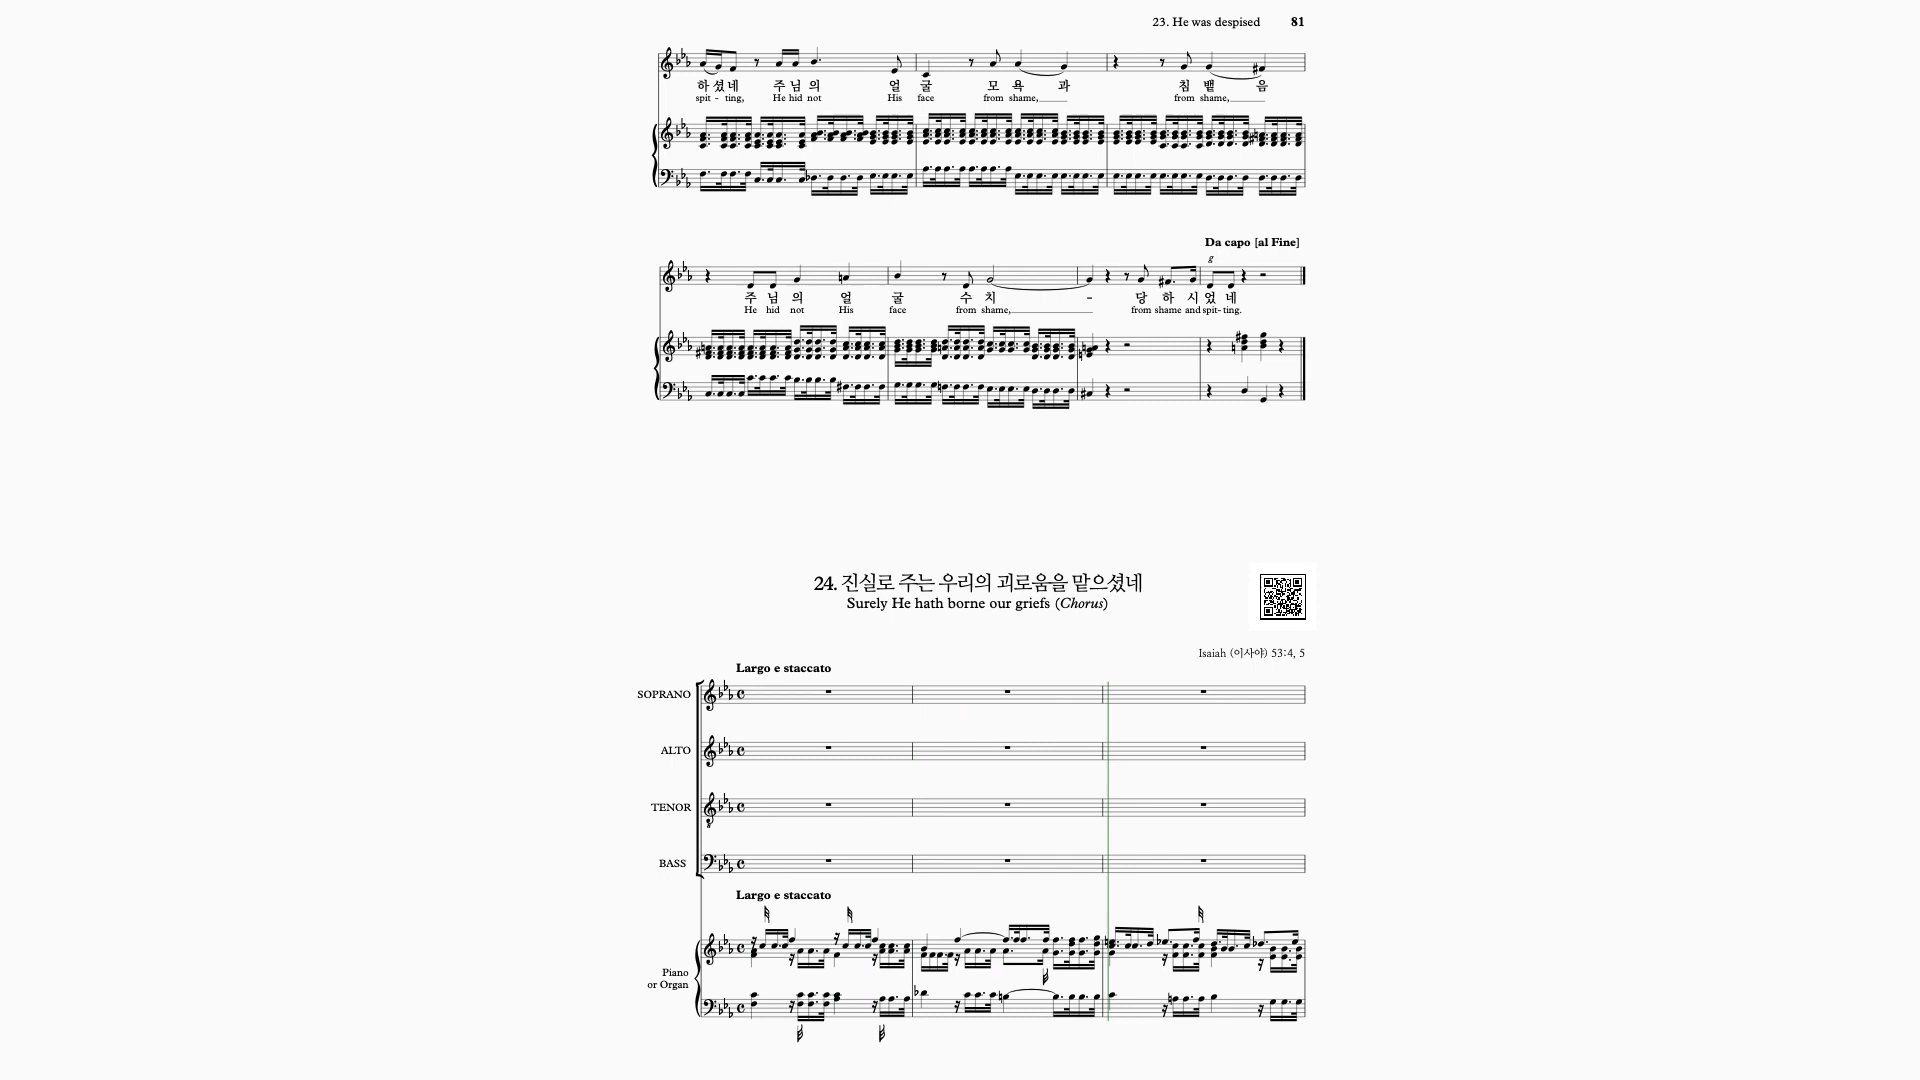 23. He was despised 81
하 셨 네 주 님 의 얼 굴 모 욕 과 침 뱉 음
spit - ting, He hid not His face from shame, from shame,
Da capo [al Fine]
주 님 의 얼 굴 수 치 - 당 하 시 었 네
He hid not His face from shame, from shame and spit- ting.
24. 진실로 주는 우리의 괴로움을 맡으셨네
Surely He hath borne our griefs (Chorus)
Isaiah (이사야) 53:4, 5
Largo e staccato
SOPRANO
ALTO
TENOR
BASS
Largo e staccato
Piano
or Organ